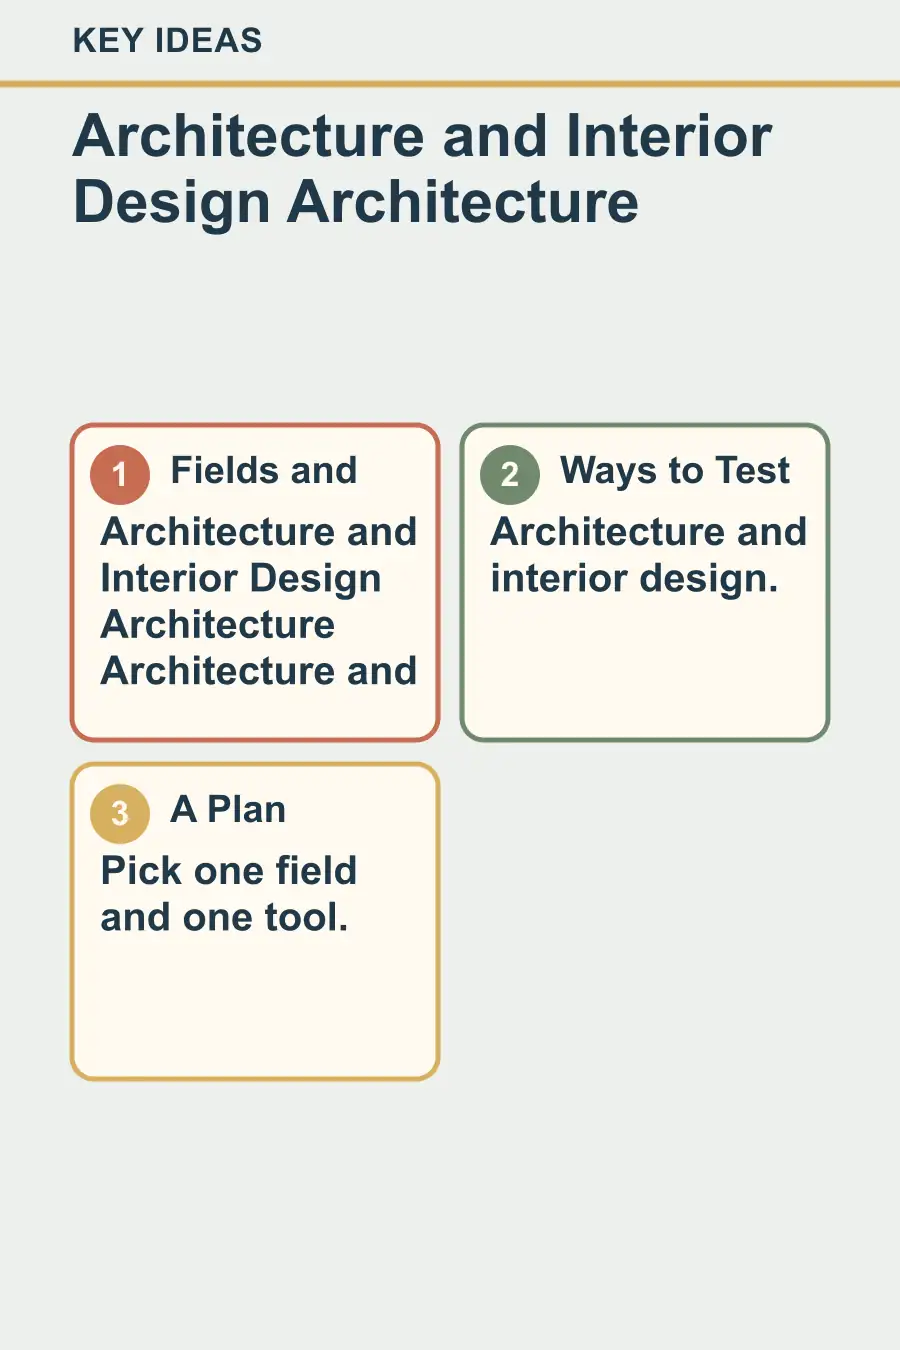 KEY IDEAS
Architecture and Interior
Design Architecture
1 Fields and
Architecture and
Interior Design
Architecture
Architecture and
2 Ways to Test
Architecture and
interior design.
3 A Plan
Pick one field
and one tool.